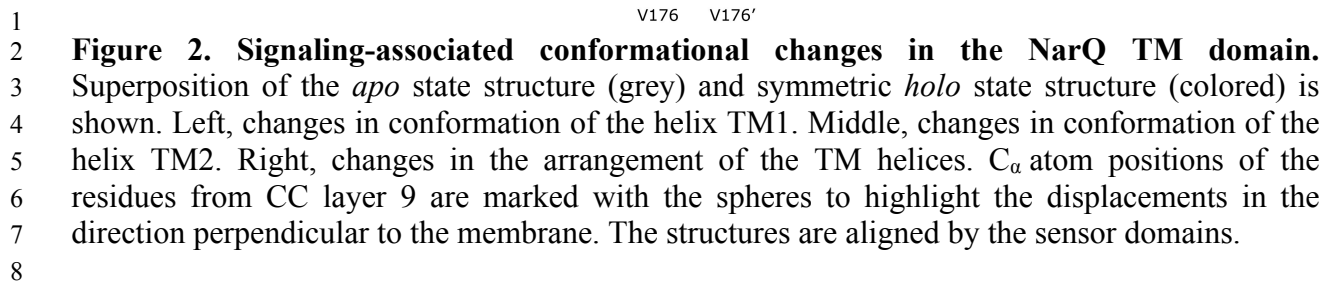 1 V176 V176′
2 Figure 2. Signaling-associated conformational changes in the NarQ TM domain.
3 Superposition of the apo state structure (grey) and symmetric holo state structure (colored) is
4 shown. Left, changes in conformation of the helix TM1. Middle, changes in conformation of the
5 helix TM2. Right, changes in the arrangement of the TM helices. Cα atom positions of the
6 residues from CC layer 9 are marked with the spheres to highlight the displacements in the
7 direction perpendicular to the membrane. The structures are aligned by the sensor domains.
8